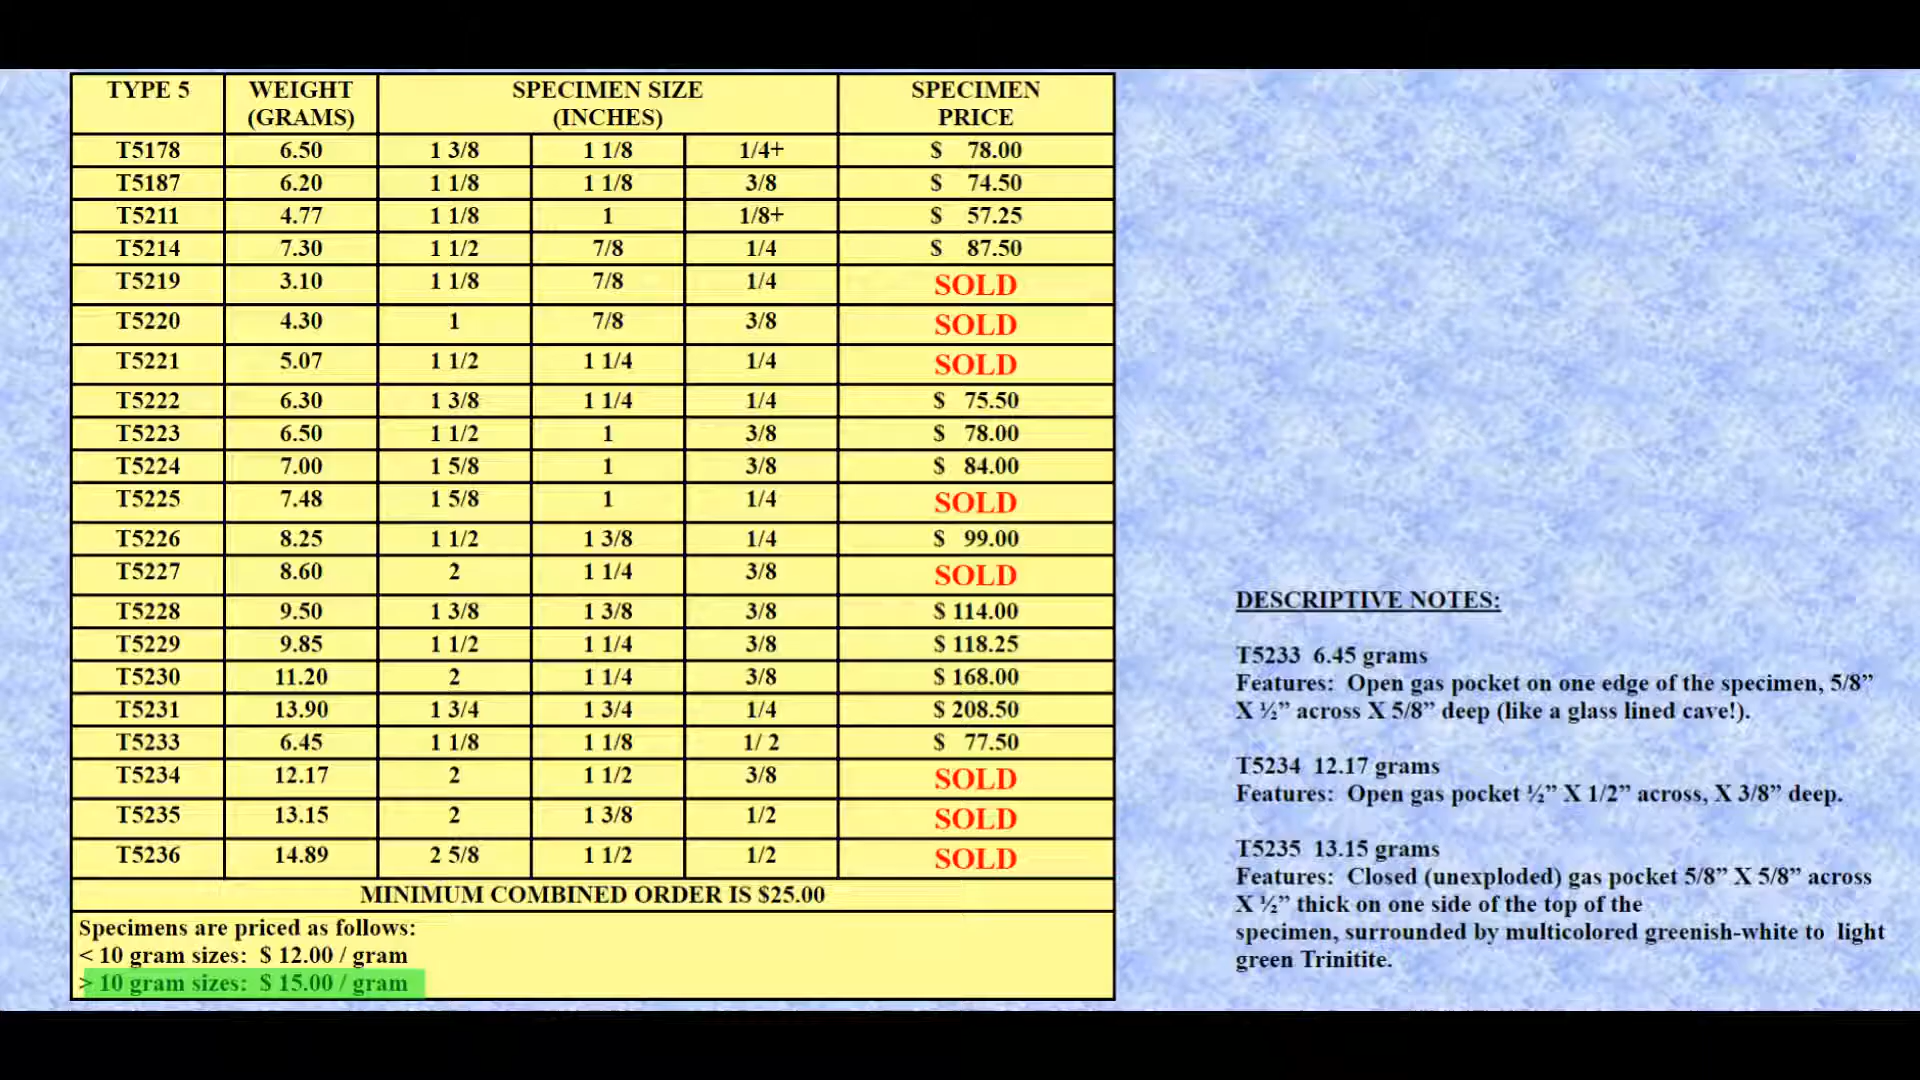 TYPE 5 WEIGHT (GRAMS) SPECIMEN SIZE (INCHES) SPECIMEN PRICE
T5178 6.50 1 3/8 1 1/8 1/4+ $ 78.00
T5187 6.20 1 1/8 1 1/8 3/8 $ 74.50
T5211 4.77 1 1/8 1 1/8+ $ 57.25
T5214 7.30 1 1/2 7/8 1/4 $ 87.50
T5219 3.10 1 1/8 7/8 1/4 SOLD
T5220 4.30 1 7/8 3/8 SOLD
T5221 5.07 1 1/2 1 1/4 1/4 SOLD
T5222 6.30 1 3/8 1 1/4 1/4 $ 75.50
T5223 6.50 1 1/2 1 3/8 $ 78.00
T5224 7.00 1 5/8 1 3/8 $ 84.00
T5225 7.48 1 5/8 1 1/4 SOLD
T5226 8.25 1 1/2 1 3/8 1/4 $ 99.00
T5227 8.60 2 1 1/4 3/8 SOLD
T5228 9.50 1 3/8 1 3/8 3/8 $ 114.00
T5229 9.85 1 1/2 1 1/4 3/8 $ 118.25
T5230 11.20 2 1 1/4 3/8 $ 168.00
T5231 13.90 1 3/4 1 3/4 1/4 $ 208.50
T5233 6.45 1 1/8 1 1/8 1/ 2 $ 77.50
T5234 12.17 2 1 1/2 3/8 SOLD
T5235 13.15 2 1 3/8 1/2 SOLD
T5236 14.89 2 5/8 1 1/2 1/2 SOLD
MINIMUM COMBINED ORDER IS $25.00
Specimens are priced as follows:
< 10 gram sizes: $ 12.00 / gram
> 10 gram sizes: $ 15.00 / gram
DESCRIPTIVE NOTES:
T5233 6.45 grams
Features: Open gas pocket on one edge of the specimen, 5/8”
X ½” across X 5/8” deep (like a glass lined cave!).
T5234 12.17 grams
Features: Open gas pocket ½” X 1/2” across, X 3/8” deep.
T5235 13.15 grams
Features: Closed (unexploded) gas pocket 5/8” X 5/8” across
X ½” thick on one side of the top of the
specimen, surrounded by multicolored greenish-white to light
green Trinitite.